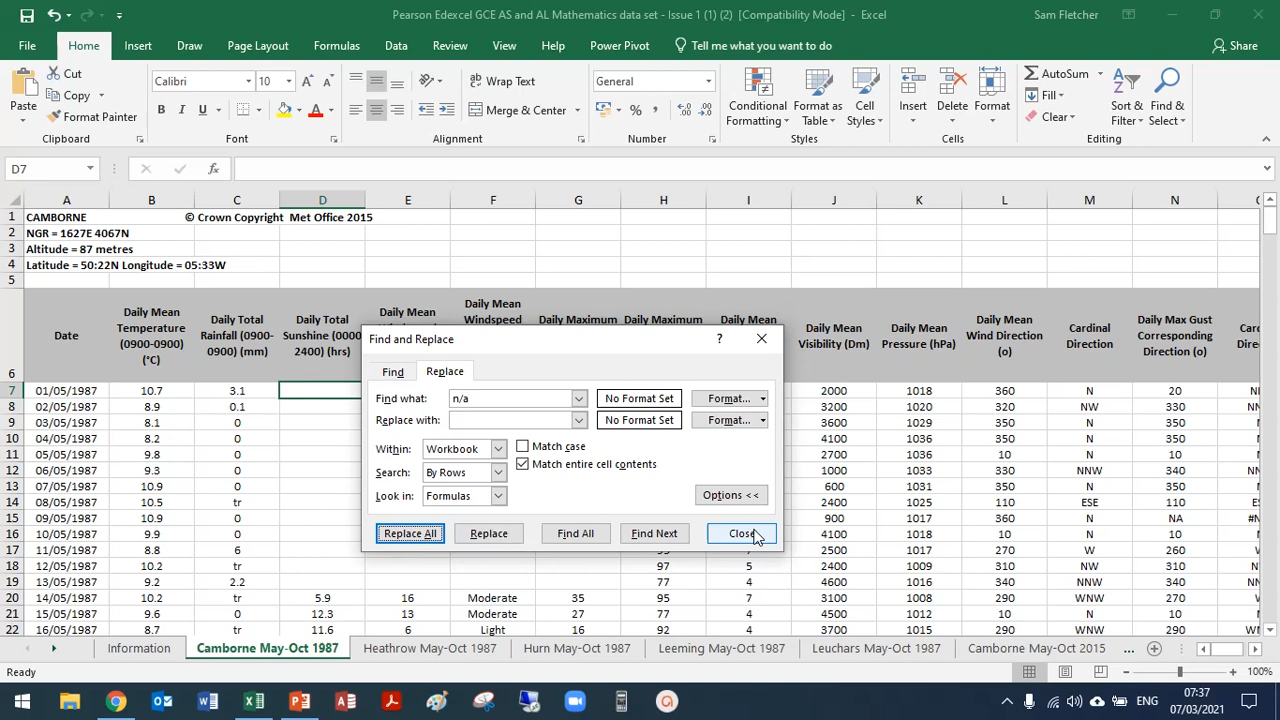 Pearson Edexcel GCE AS and AL Mathematics data set - Issue 1 (1) (2) [Compatibility Mode] - Excel
Sam Fletcher
File Home Insert Draw Page Layout Formulas Data Review View Help Power Pivot Tell me what you want to do Share
Paste
Cut
Copy
Format Painter
Clipboard
Calibri 10
B I U
Font
Wrap Text
Merge & Center
Alignment
General
Number
Conditional Formatting
Format as Table
Cell Styles
Styles
Insert Delete Format
Cells
AutoSum
Fill
Clear
Sort & Filter
Find & Select
Editing
D7
fx
A B C D E F G H I J K L M N
1 CAMBORNE © Crown Copyright Met Office 2015
2 NGR = 1627E 4067N
3 Altitude = 87 metres
4 Latitude = 50:22N Longitude = 05:33W
5
6 Date
Daily Mean Temperature (0900-0900) (°C)
Daily Total Rainfall (0900-0900) (mm)
Daily Total Sunshine (0000-2400) (hrs)
Daily Mean
Daily Mean Windspeed
Daily Maximum
Daily Maximum
Daily Mean
Daily Mean Visibility (Dm)
Daily Mean Pressure (hPa)
Daily Mean Wind Direction (o)
Cardinal Direction
Daily Max Gust Corresponding Direction (o)
7 01/05/1987 10.7 3.1 2000 1018 360 N 20
8 02/05/1987 8.9 0.1 3200 1020 320 NW 330
9 03/05/1987 8.1 0 3600 1029 350 N 350
10 04/05/1987 8.2 0 4100 1036 350 N 10
11 05/05/1987 8.5 0 3300 1035 10 N 360
12 06/05/1987 9.3 0 1000 1033 330 NNW 340
13 07/05/1987 10.9 0 600 1031 350 N 10
14 08/05/1987 10.5 tr 2400 1025 110 ESE 110
15 09/05/1987 10.9 0 900 1017 360 N NA
16 10/05/1987 9.9 0 4100 1018 10 N 20
17 11/05/1987 8.8 6 2500 1017 270 W 260
18 12/05/1987 9.6 0 97 5 2400 1009 310 NW 320
19 13/05/1987 9.2 2.2 77 4 4600 1016 340 NNW 340
20 14/05/1987 10.2 tr 5.9 16 Moderate 35 95 7 3100 1008 290 WNW 270
21 15/05/1987 9.6 0 12.3 13 Moderate 27 77 4 4500 1012 10 N 10
22 16/05/1987 8.7 tr 11.6 6 Light 16 92 4 3700 1015 290 WNW 290
Find and Replace
Find Replace
Find what: n/a No Format Set Format...
Replace with: No Format Set Format...
Within: Workbook Match case
Search: By Rows Match entire cell contents
Look in: Formulas Options <<
Replace All Replace Find All Find Next Close
Information Camborne May-Oct 1987 Heathrow May-Oct 1987 Hurn May-Oct 1987 Leeming May-Oct 1987 Leuchars May-Oct 1987 Camborne May-Oct 2015 ...
Ready 100%
ENG
07:37
07/03/2021